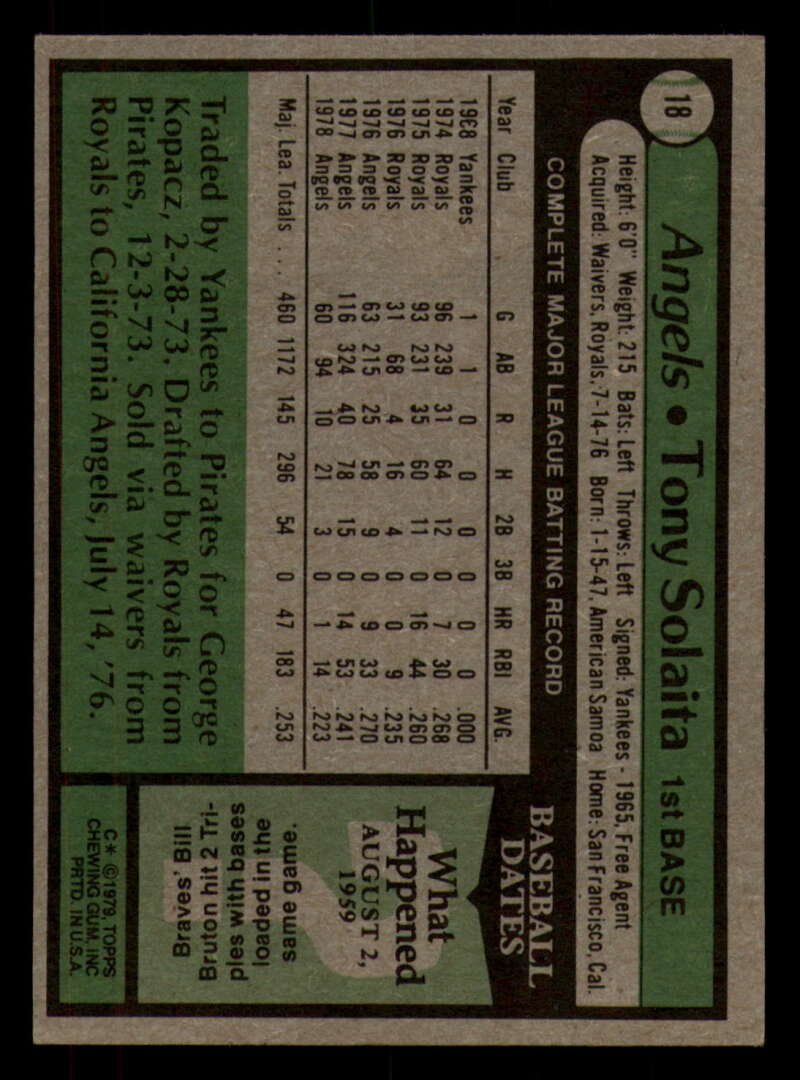 18
Angels • Tony Solaita 1st BASE
Height: 6'0" Weight: 215 Bats: Left Throws: Left Signed: Yankees - 1965, Free Agent
Acquired: Waivers, Royals, 7-14-76 Born: 1-15-47, American Samoa Home: San Francisco, Cal.
COMPLETE MAJOR LEAGUE BATTING RECORD
Year Club G AB R H 2B 3B HR RBI AVG.
1968 Yankees 1 1 0 0 0 0 0 0 .000
1974 Royals 96 239 31 64 12 0 7 30 .268
1975 Royals 93 231 35 60 11 0 16 44 .260
1976 Royals 31 68 4 16 4 0 0 9 .235
1976 Angels 63 215 25 58 9 0 9 33 .270
1977 Angels 116 324 40 78 15 0 14 53 .241
1978 Angels 60 94 10 21 3 0 1 14 .223
Maj. Lea. Totals . . . 460 1172 145 296 54 0 47 183 .253
Traded by Yankees to Pirates for George
Kopacz, 2-28-73. Drafted by Royals from
Pirates, 12-3-73. Sold via waivers from
Royals to California Angels, July 14, '76.
BASEBALL
DATES
What
Happened
AUGUST 2,
1959
Braves' Bill
Bruton hit 2 Tri-
ples with bases
loaded in the
same game.
C* ©1979, TOPPS
CHEWING GUM, INC
PRTD. IN U.S.A.